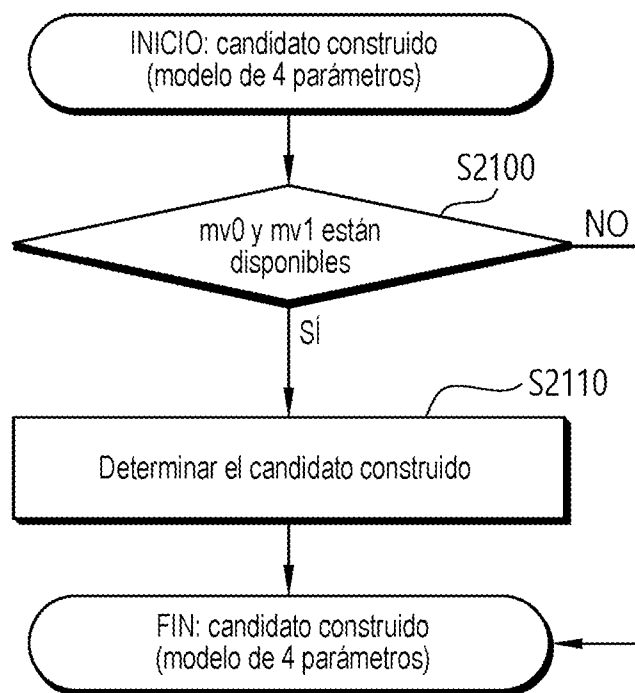 INICIO: candidato construido
(modelo de 4 parámetros)
S2100
mv0 y mv1 están
disponibles
NO
SÍ
S2110
Determinar el candidato construido
FIN: candidato construido
(modelo de 4 parámetros)